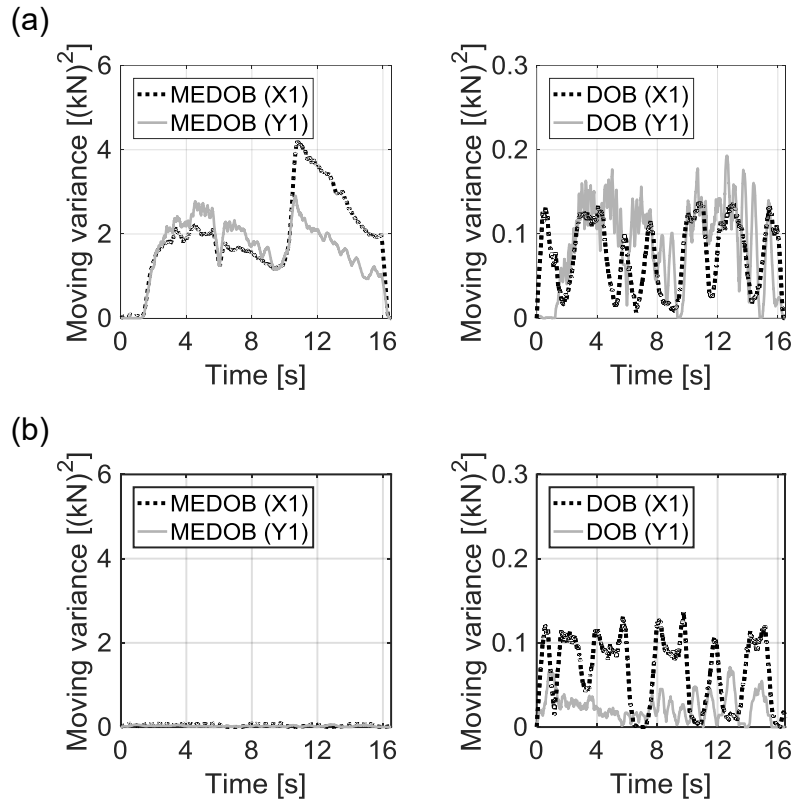 (a)
Moving variance [(kN)²]
6
4
2
0
MEDOB (X1)
MEDOB (Y1)
0 4 8 12 16
Time [s]
Moving variance [(kN)²]
0.3
0.2
0.1
0
DOB (X1)
DOB (Y1)
0 4 8 12 16
Time [s]
(b)
Moving variance [(kN)²]
6
4
2
0
MEDOB (X1)
MEDOB (Y1)
0 4 8 12 16
Time [s]
Moving variance [(kN)²]
0.3
0.2
0.1
0
DOB (X1)
DOB (Y1)
0 4 8 12 16
Time [s]